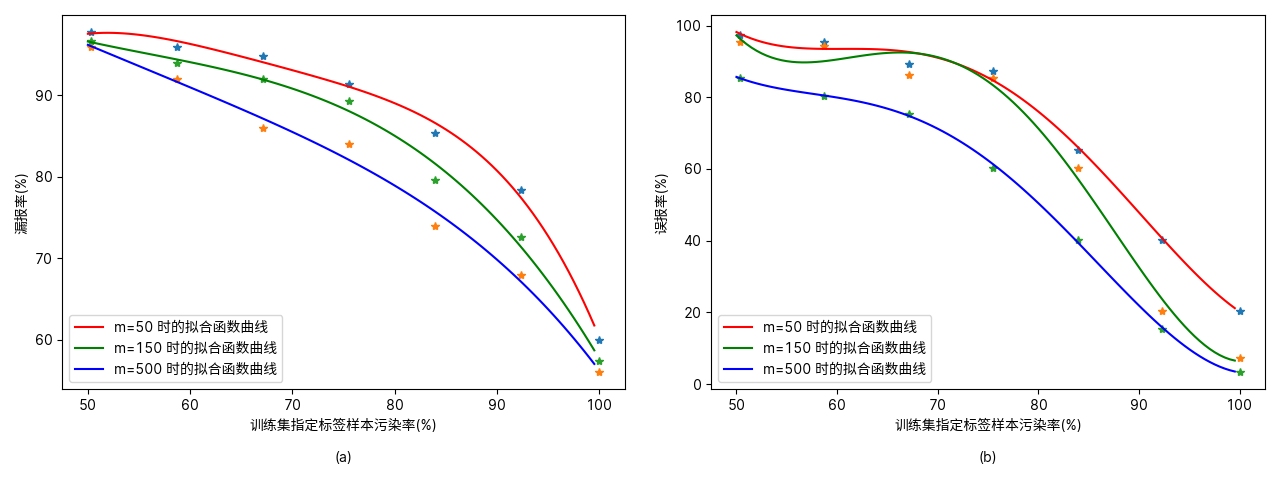 漏报率(%)
90
80
70
60
m=50 时的拟合函数曲线
m=150 时的拟合函数曲线
m=500 时的拟合函数曲线
50 60 70 80 90 100
训练集指定标签样本污染率(%)
(a)
误报率(%)
100
80
60
40
20
0
m=50 时的拟合函数曲线
m=150 时的拟合函数曲线
m=500 时的拟合函数曲线
50 60 70 80 90 100
训练集指定标签样本污染率(%)
(b)